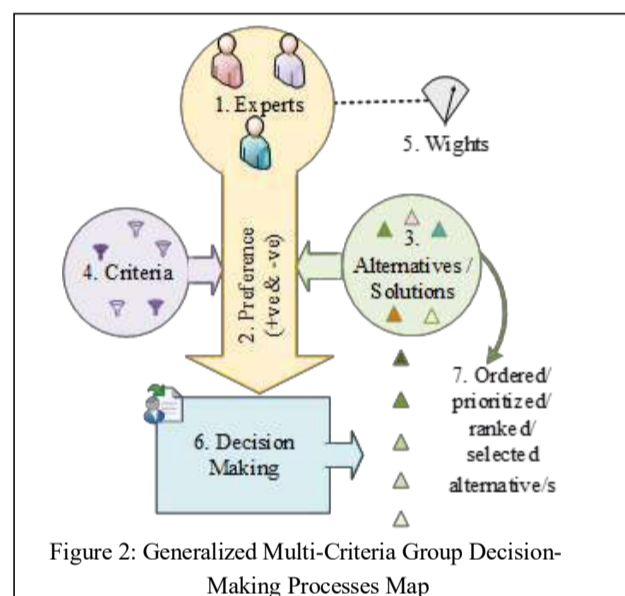 1. Experts
5. Wights
2. Preference
(+ve & -ve)
3.
Alternatives /
Solutions
4. Criteria
6. Decision
Making
7. Ordered/
prioritized/
ranked/
selected
alternative/s
Figure 2: Generalized Multi-Criteria Group Decision-
Making Processes Map